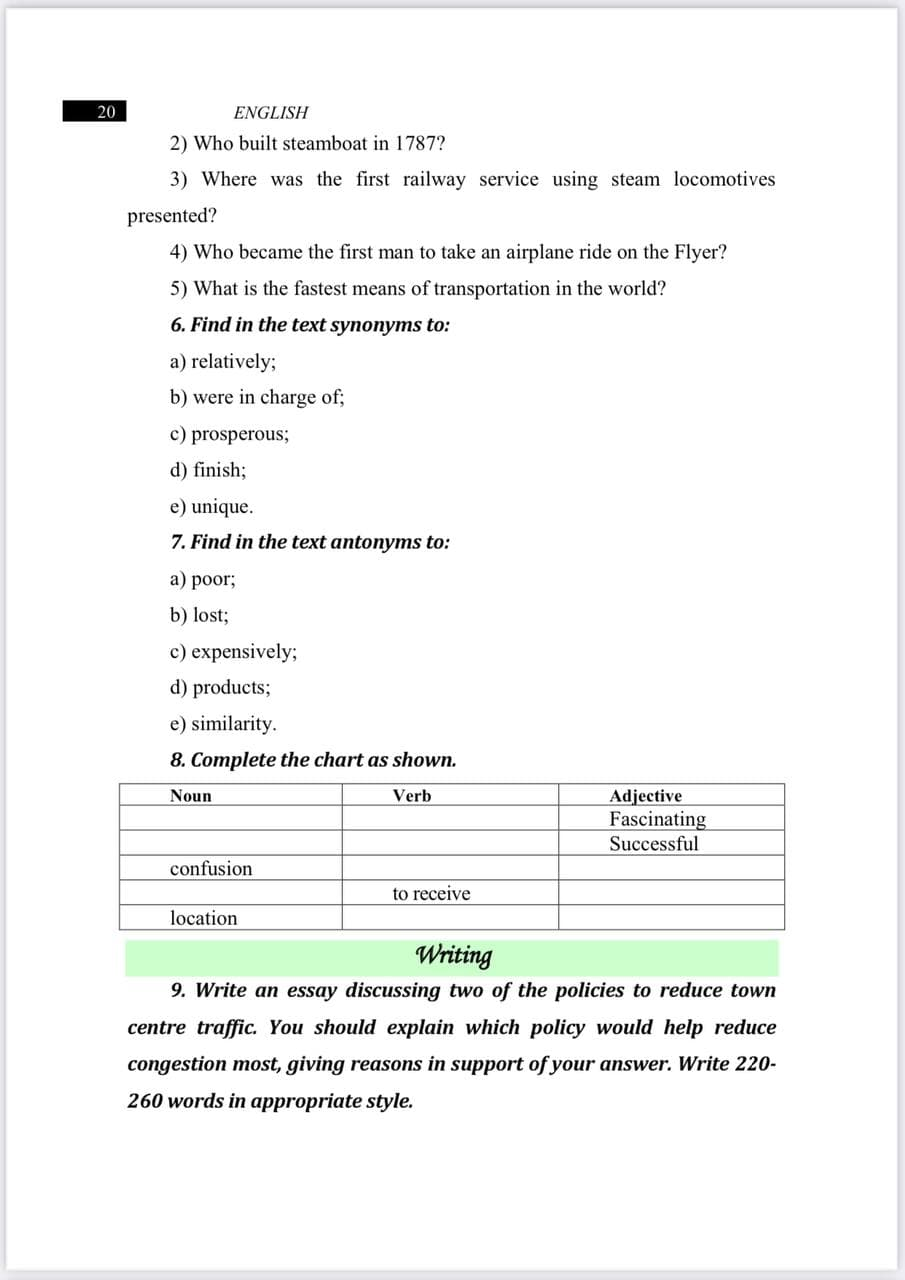 20 ENGLISH
2) Who built steamboat in 1787?
3) Where was the first railway service using steam locomotives
presented?
4) Who became the first man to take an airplane ride on the Flyer?
5) What is the fastest means of transportation in the world?
6. Find in the text synonyms to:
a) relatively;
b) were in charge of;
c) prosperous;
d) finish;
e) unique.
7. Find in the text antonyms to:
a) poor;
b) lost;
c) expensively;
d) products;
e) similarity.
8. Complete the chart as shown.
Noun Verb Adjective
Fascinating
Successful
confusion
to receive
location
Writing
9. Write an essay discussing two of the policies to reduce town
centre traffic. You should explain which policy would help reduce
congestion most, giving reasons in support of your answer. Write 220-
260 words in appropriate style.